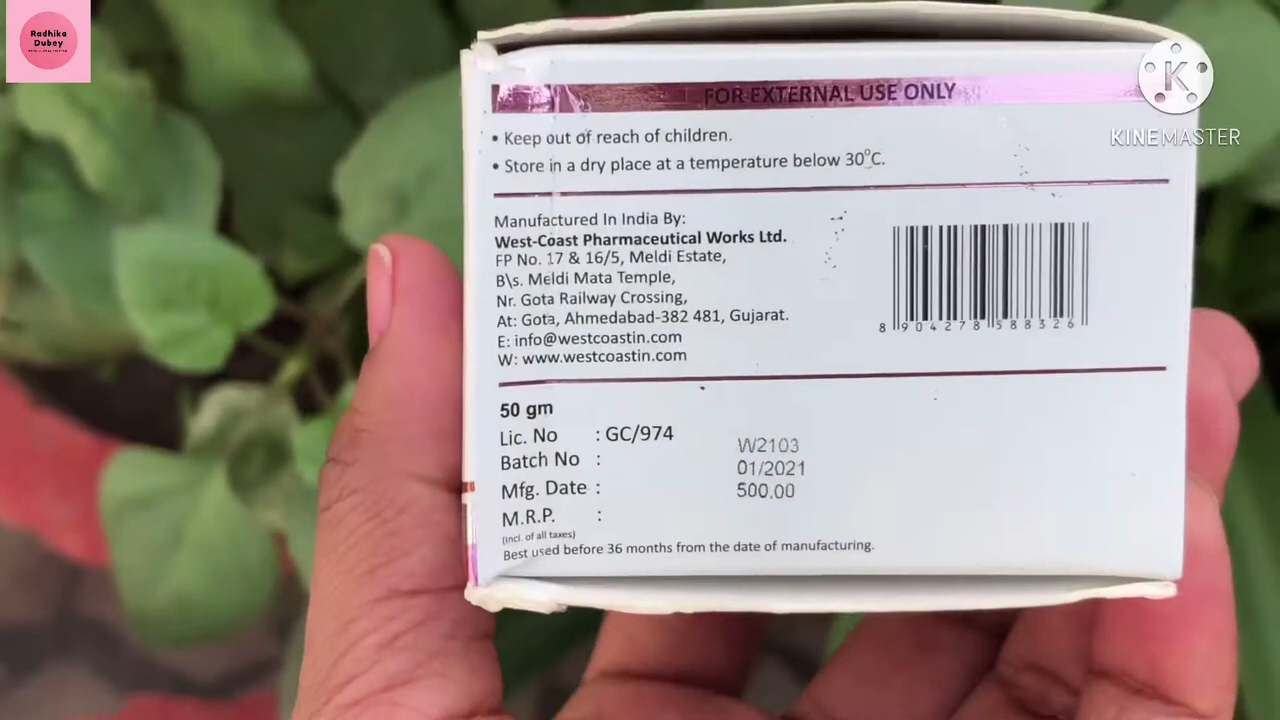 Radhika
Dubey
KINEMASTER
FOR EXTERNAL USE ONLY
• Keep out of reach of children.
• Store in a dry place at a temperature below 30°C.
Manufactured In India By:
West-Coast Pharmaceutical Works Ltd.
FP No. 17 & 16/5, Meldi Estate,
B\s. Meldi Mata Temple,
Nr. Gota Railway Crossing,
At: Gota, Ahmedabad-382 481, Gujarat.
E: info@westcoastin.com
W: www.westcoastin.com
8 904278 588326
50 gm
Lic. No : GC/974
Batch No : W2103
Mfg. Date : 01/2021
M.R.P. : 500.00
(incl. of all taxes)
Best used before 36 months from the date of manufacturing.